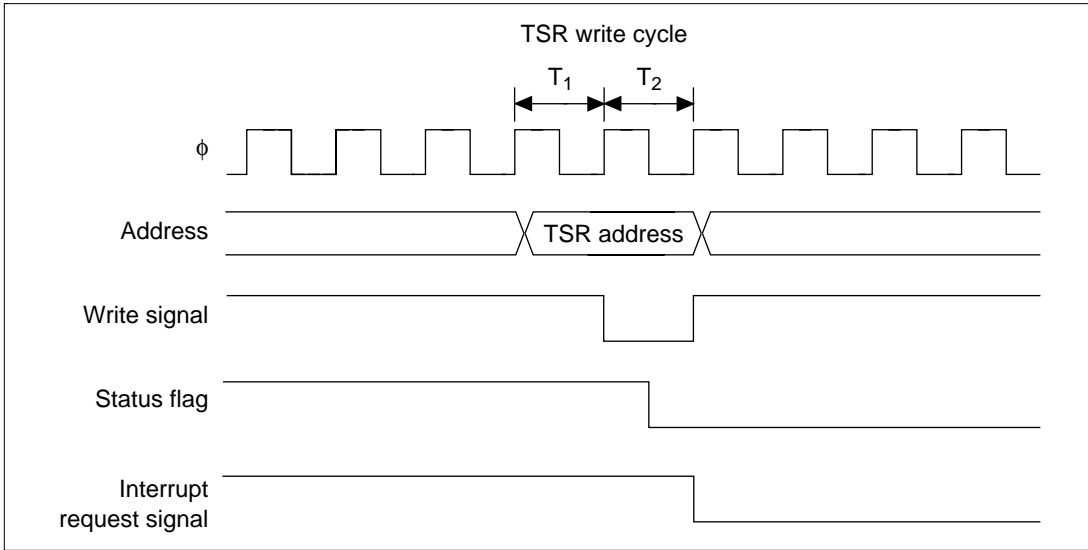 TSR write cycle
T1 T2
ϕ
Address
TSR address
Write signal
Status flag
Interrupt
request signal